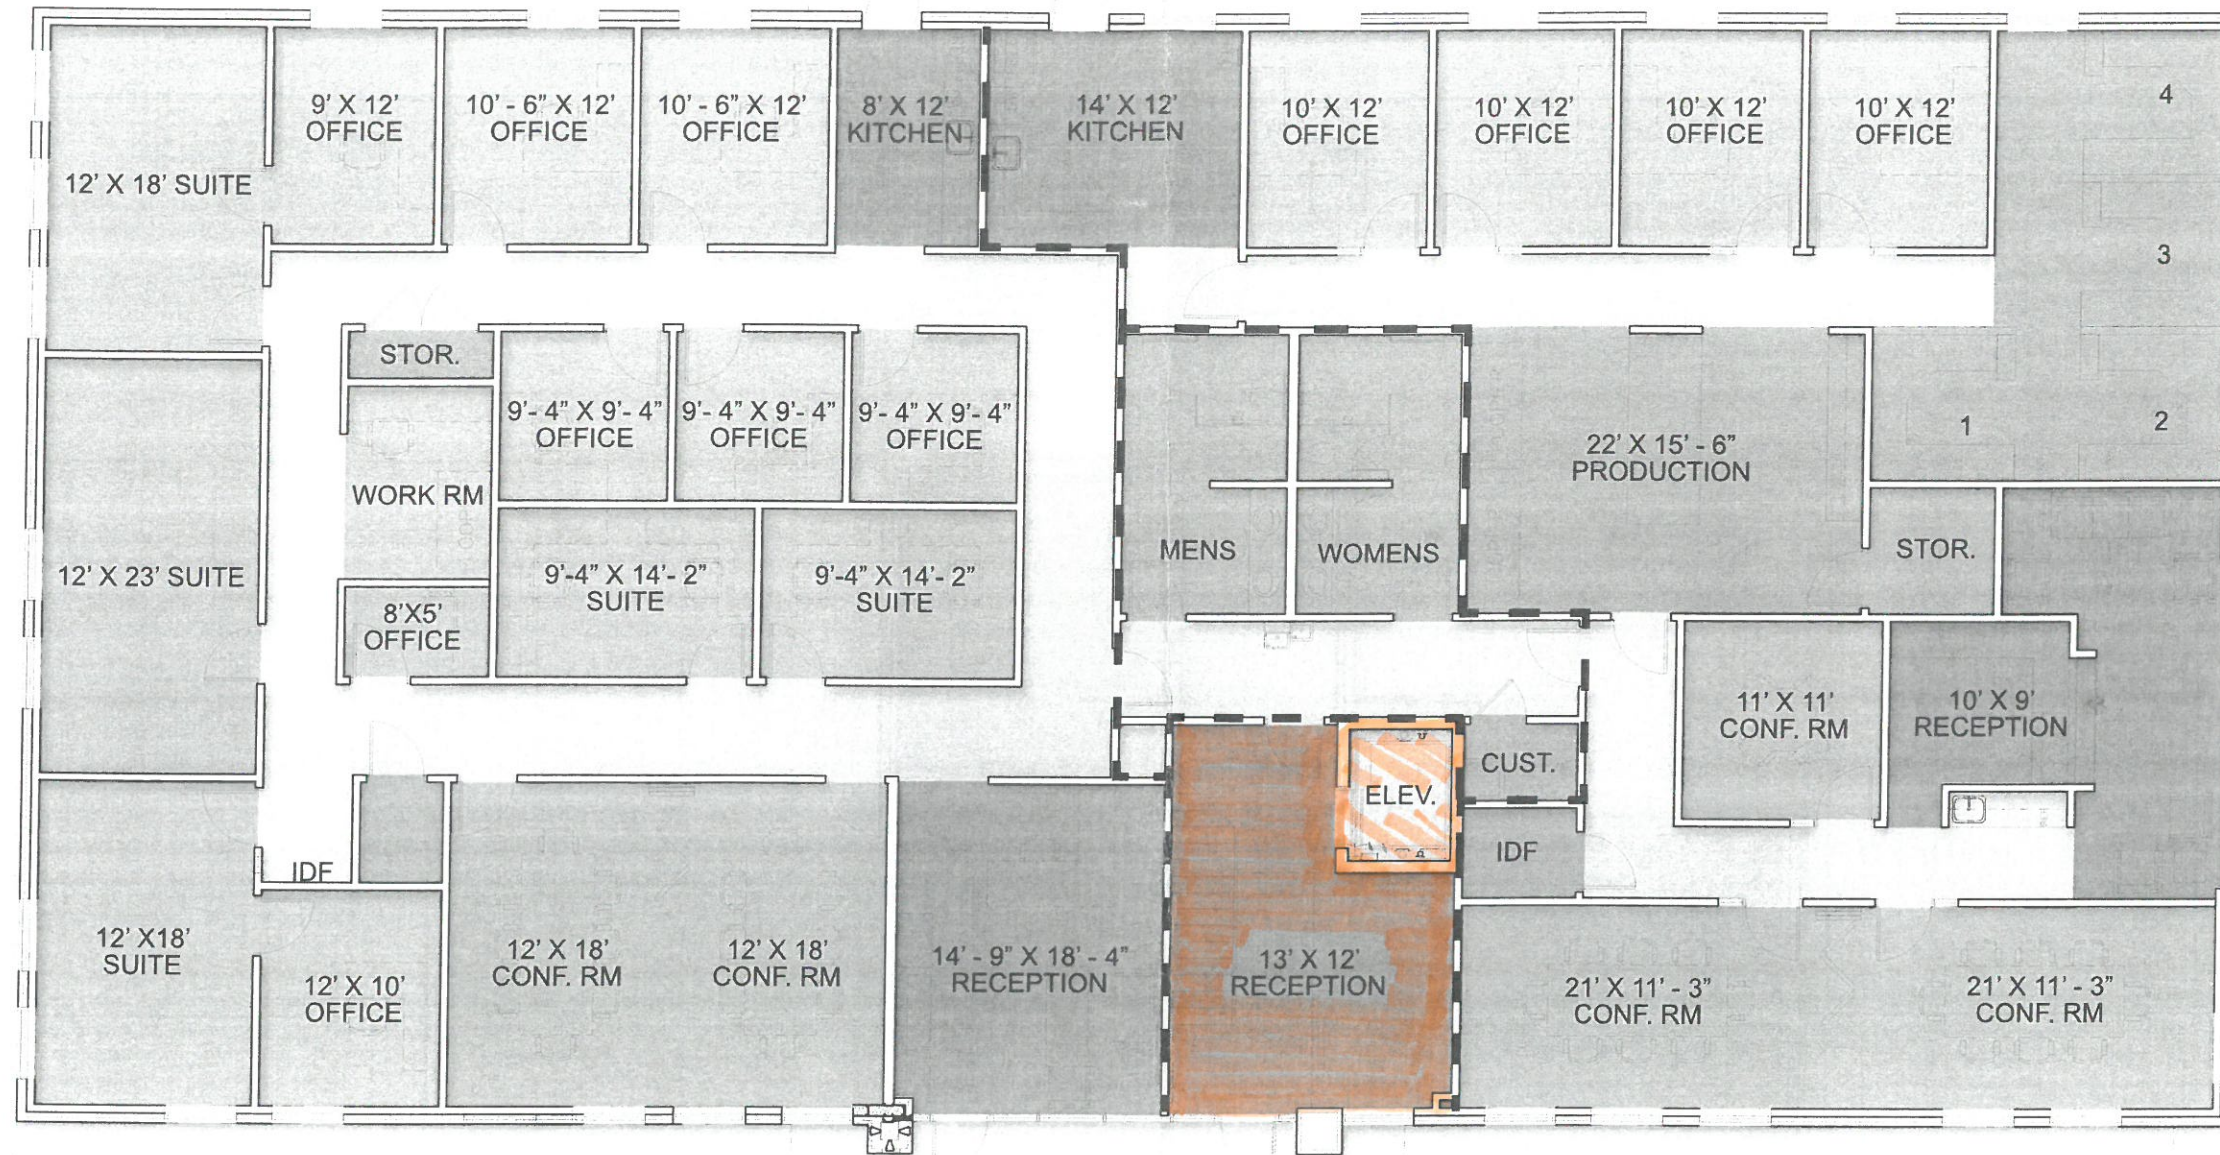 9' X 12'
OFFICE
10' - 6" X 12'
OFFICE
10' - 6" X 12'
OFFICE
8' X 12'
KITCHEN
14' X 12'
KITCHEN
10' X 12'
OFFICE
10' X 12'
OFFICE
10' X 12'
OFFICE
10' X 12'
OFFICE
4
12' X 18' SUITE
3
STOR.
9'- 4" X 9'- 4"
OFFICE
9'- 4" X 9'- 4"
OFFICE
9'- 4" X 9'- 4"
OFFICE
1
2
22' X 15' - 6"
PRODUCTION
WORK RM
MENS
WOMENS
STOR.
12' X 23' SUITE
9'-4" X 14'- 2"
SUITE
9'-4" X 14'- 2"
SUITE
8'X5'
OFFICE
11' X 11'
CONF. RM
10' X 9'
RECEPTION
CUST.
ELEV.
IDF
IDF
12' X18'
SUITE
12' X 18'
CONF. RM
12' X 18'
CONF. RM
14' - 9" X 18' - 4"
RECEPTION
13' X 12'
RECEPTION
21' X 11' - 3"
CONF. RM
21' X 11' - 3"
CONF. RM
12' X 10'
OFFICE